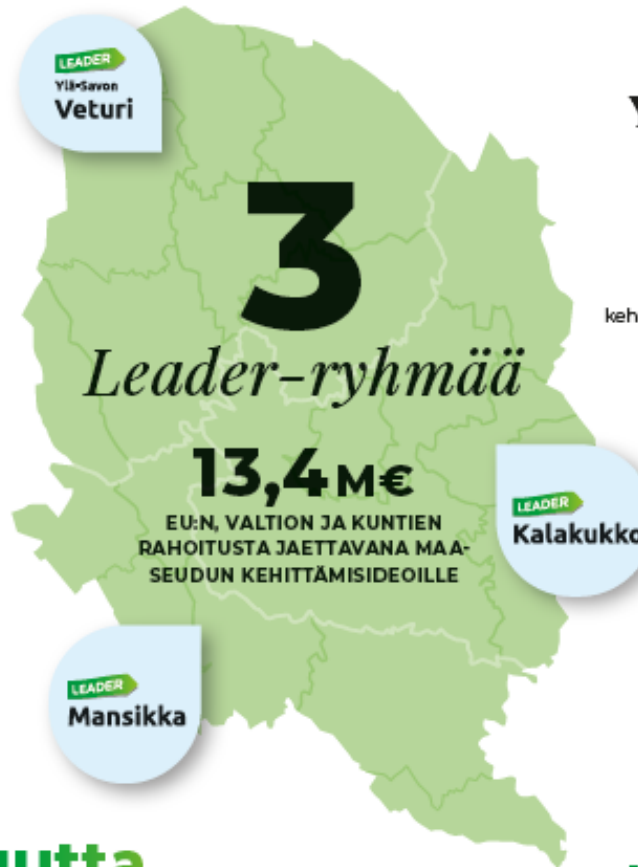 LEADER
Ylä-Savon
Veturi
3
Leader-ryhmää
13,4 M€
EU:N, VALTION JA KUNTIEN
RAHOITUSTA JAETTAVANA MAA-
SEUDUN KEHITTÄMISIDEOILLE
LEADER
Kalakukko
LEADER
Mansikka
keh